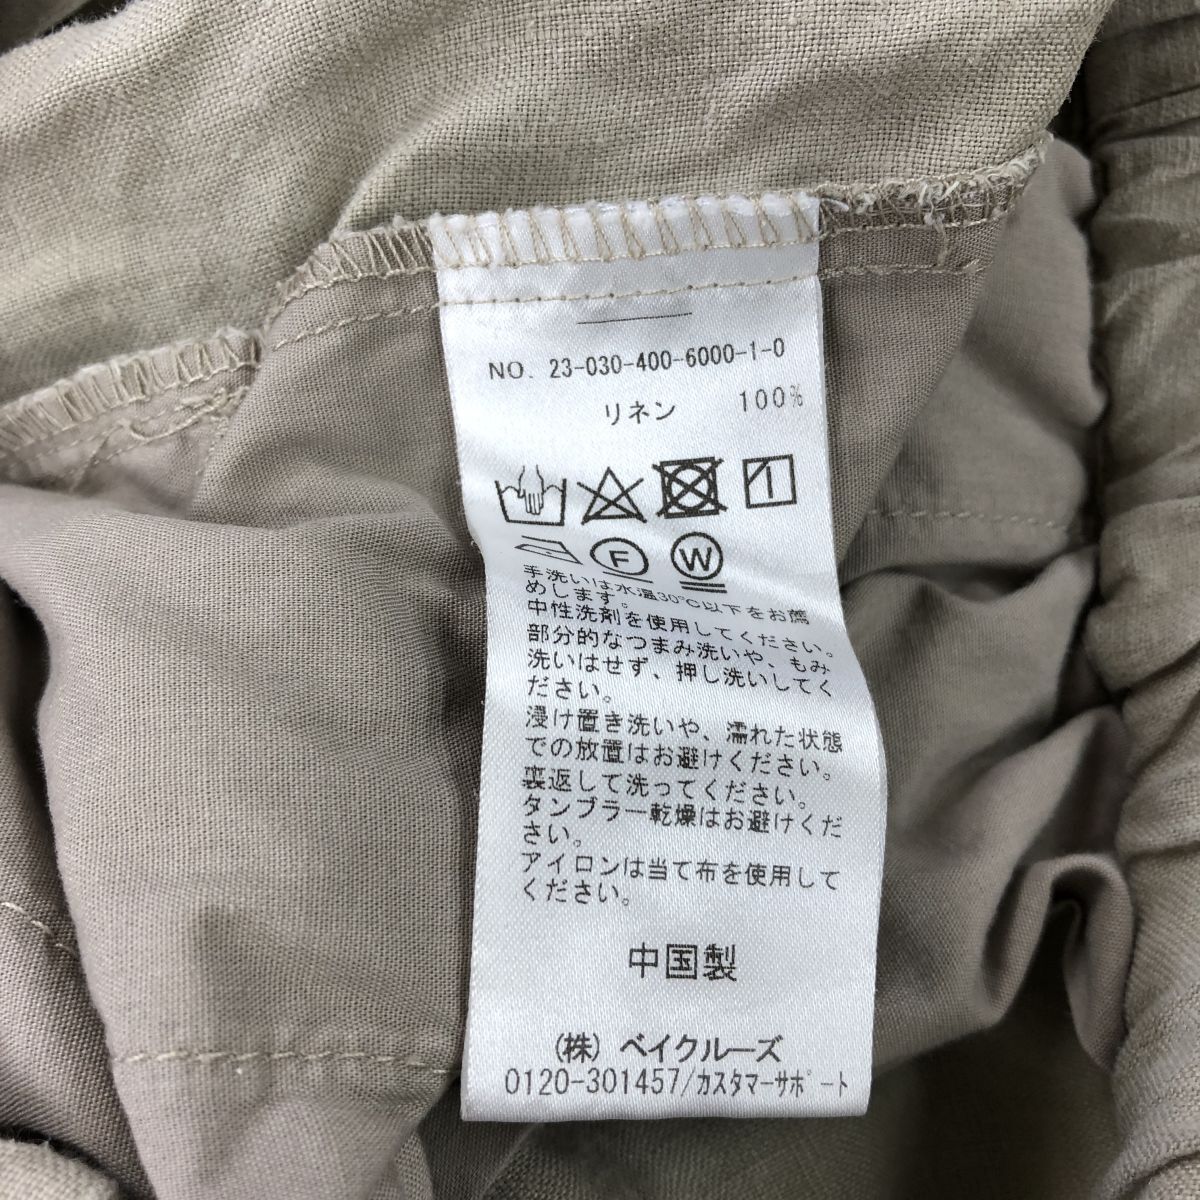 NO. 23-030-400-6000-1-0
リネン 100%
F W
手洗いは水温30℃以下をお薦
めします。
中性洗剤を使用してください。
部分的なつまみ洗いや、もみ
洗いはせず、押し洗いしてく
ださい。
浸け置き洗いや、濡れた状態
での放置はお避けください。
裏返して洗ってください。
タンブラー乾燥はお避けくだ
さい。
アイロンは当て布を使用して
ください。
中国製
(株) ベイクルーズ
0120-301457/カスタマーサポート